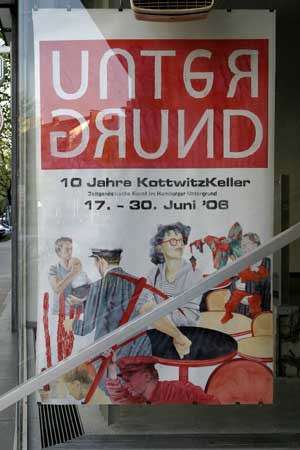 UNTER
GRUND
10 Jahre KottwitzKeller
Zeitgenössische Kunst im Hamburger Untergrund
17. - 30. Juni '06